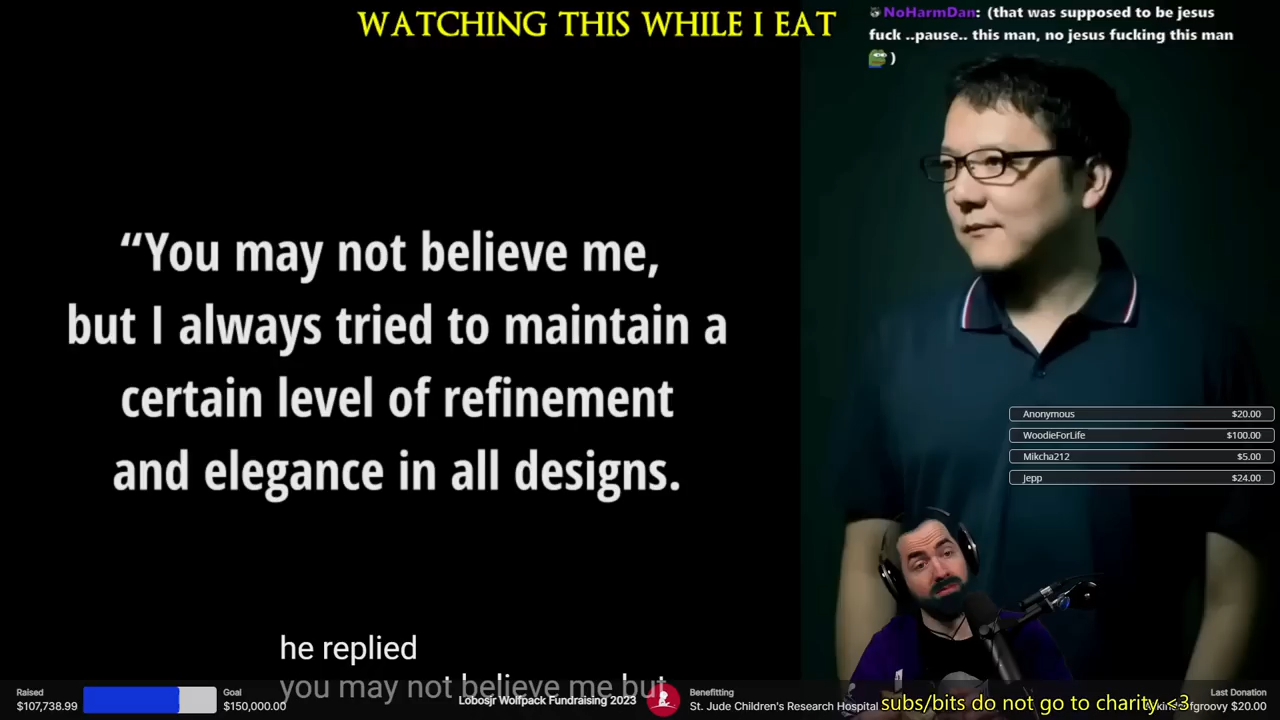 WATCHING THIS WHILE I EAT
NoHarmDan: (that was supposed to be jesus
fuck ..pause.. this man, no jesus fucking this man
)
“You may not believe me,
but I always tried to maintain a
certain level of refinement
and elegance in all designs.
Anonymous $20.00
WoodieForLife $100.00
Mikcha212 $5.00
Jepp $24.00
he replied
you may not believe me but
Raised
$107,738.99
Goal
$150,000.00
Lobosjr Wolfpack Fundraising 2023
Benefitting
St. Jude Children's Research Hospital
subs/bits do not go to charity <3
Last Donation
fgroovy $20.00